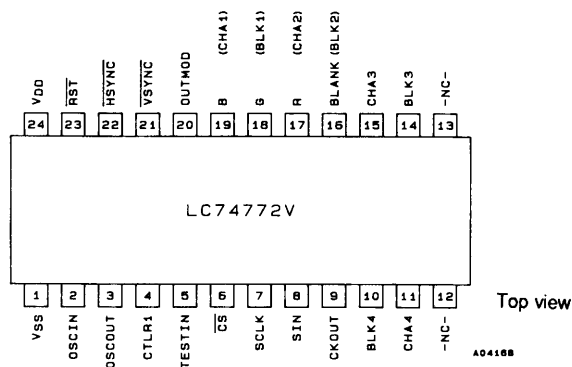 (CHA1)
(BLK1)
(CHA2)
(BLK2)
VDD
RST
HSYNC
VSYNC
OUTMOD
B
G
R
BLANK
CHA3
BLK3
-NC-
24
23
22
21
20
19
18
17
16
15
14
13
LC74772V
1
2
3
4
5
6
7
8
9
10
11
12
Top view
VSS
OSCIN
OSCOUT
CTLR1
TESTIN
CS
SCLK
SIN
CKOUT
BLK4
CHA4
-NC-
A04168